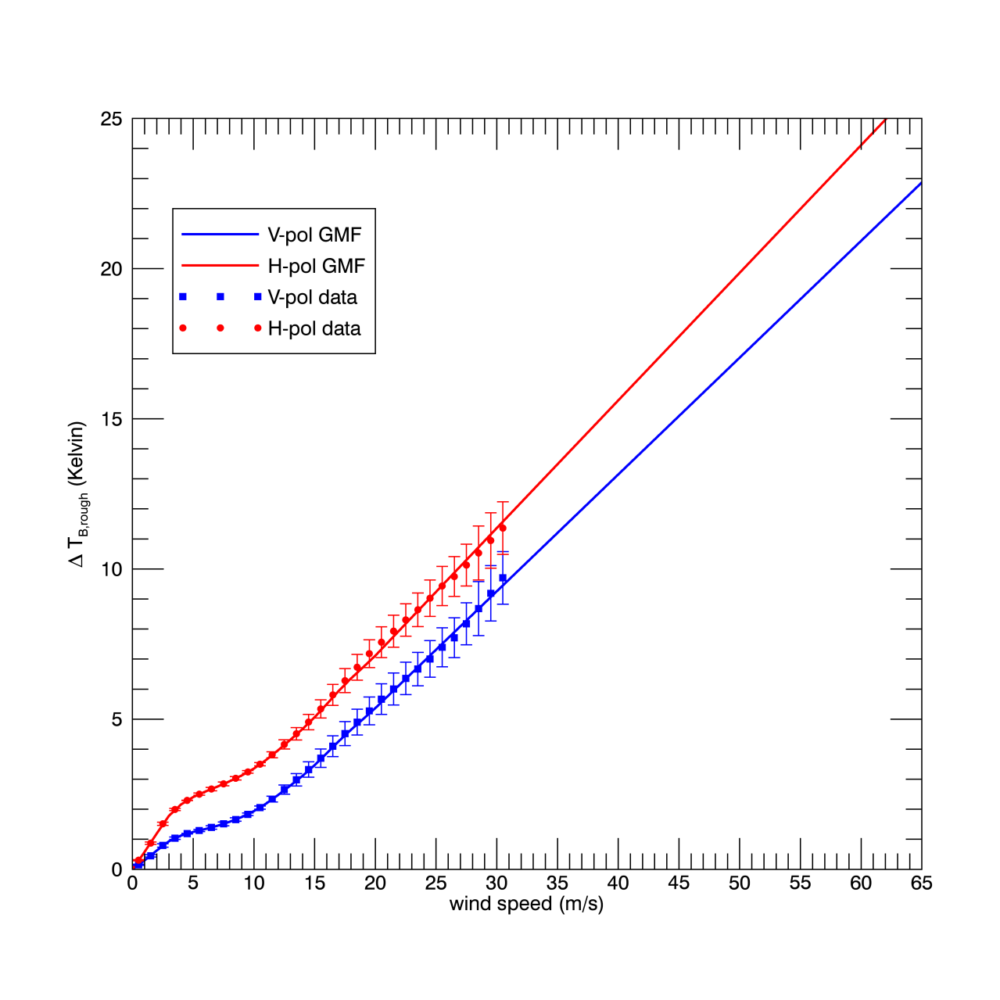 25
20
15
10
5
0
Δ T_B,rough (Kelvin)
V-pol GMF
H-pol GMF
V-pol data
H-pol data
0 5 10 15 20 25 30 35 40 45 50 55 60 65
wind speed (m/s)